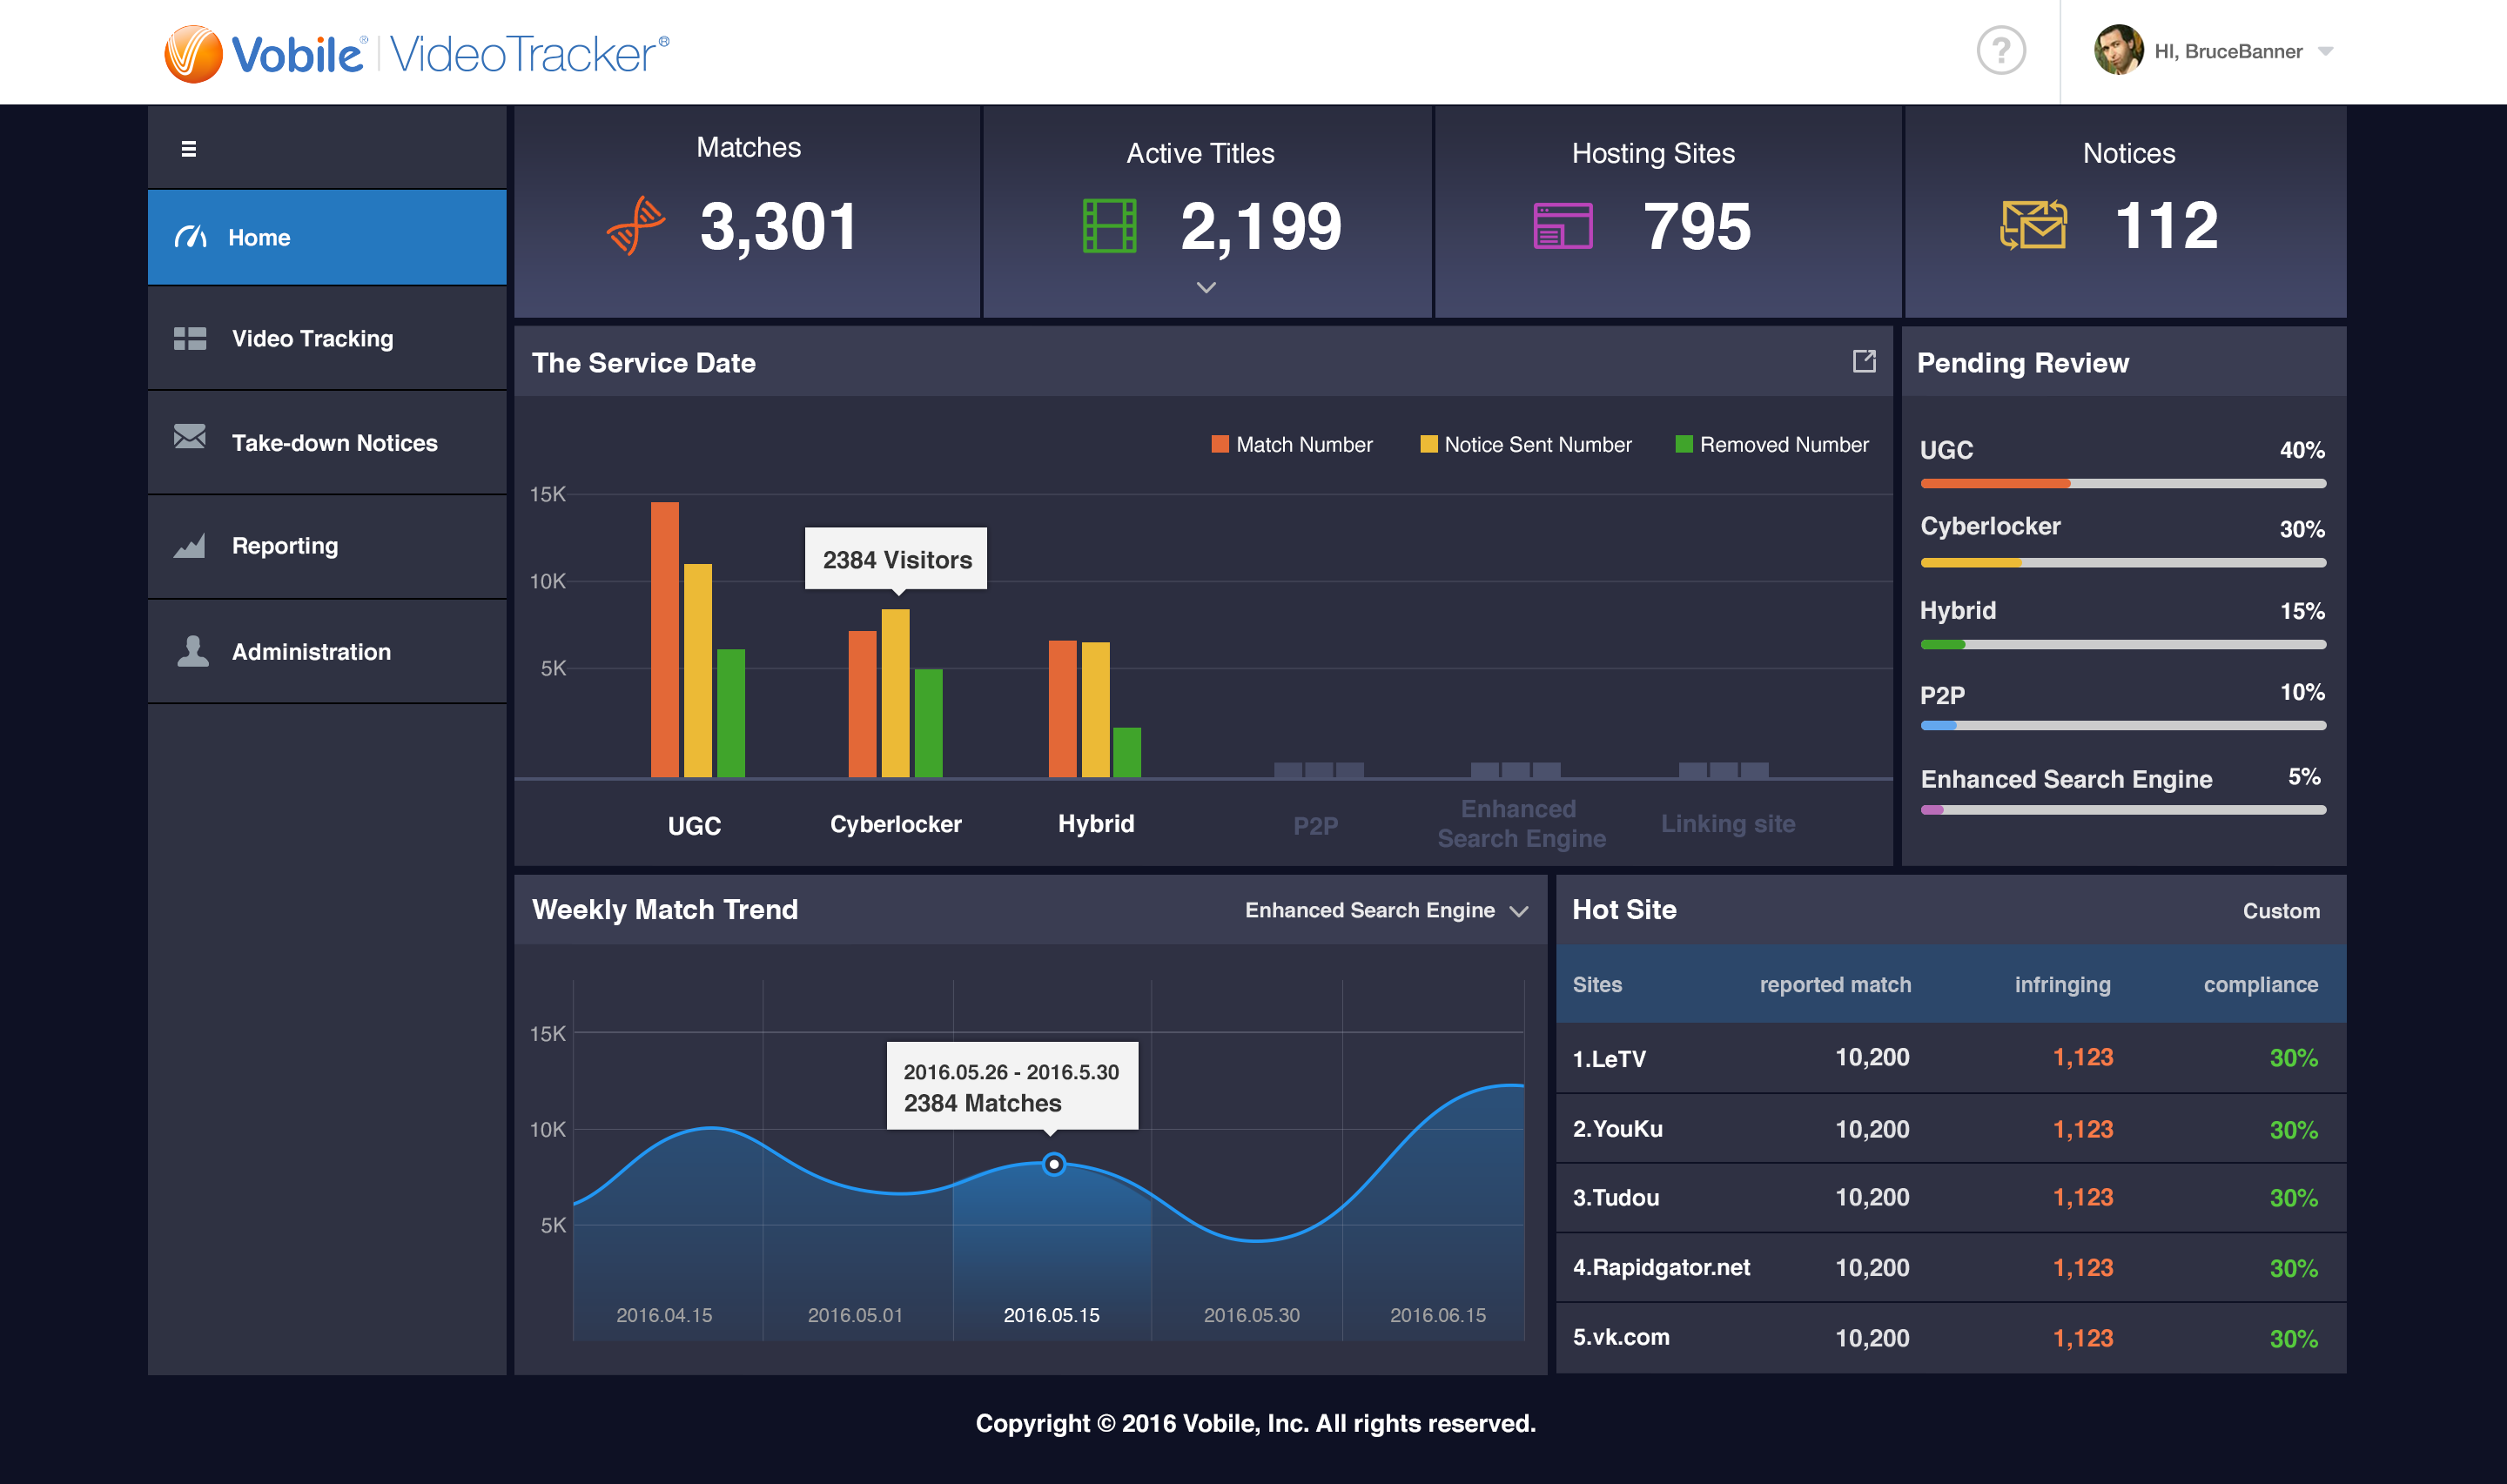 Vobile® | VideoTracker®
?
HI, BruceBanner
Home
Video Tracking
Take-down Notices
Reporting
Administration
Matches
3,301
Active Titles
2,199
Hosting Sites
795
Notices
112
The Service Date
Match Number
Notice Sent Number
Removed Number
15K
10K
5K
2384 Visitors
UGC
Cyberlocker
Hybrid
P2P
Enhanced
Search Engine
Linking site
Pending Review
UGC 40%
Cyberlocker 30%
Hybrid 15%
P2P 10%
Enhanced Search Engine 5%
Weekly Match Trend
Enhanced Search Engine
15K
10K
5K
2016.05.26 - 2016.5.30
2384 Matches
2016.04.15
2016.05.01
2016.05.15
2016.05.30
2016.06.15
Hot Site
Custom
Sites reported match infringing compliance
1.LeTV 10,200 1,123 30%
2.YouKu 10,200 1,123 30%
3.Tudou 10,200 1,123 30%
4.Rapidgator.net 10,200 1,123 30%
5.vk.com 10,200 1,123 30%
Copyright © 2016 Vobile, Inc. All rights reserved.